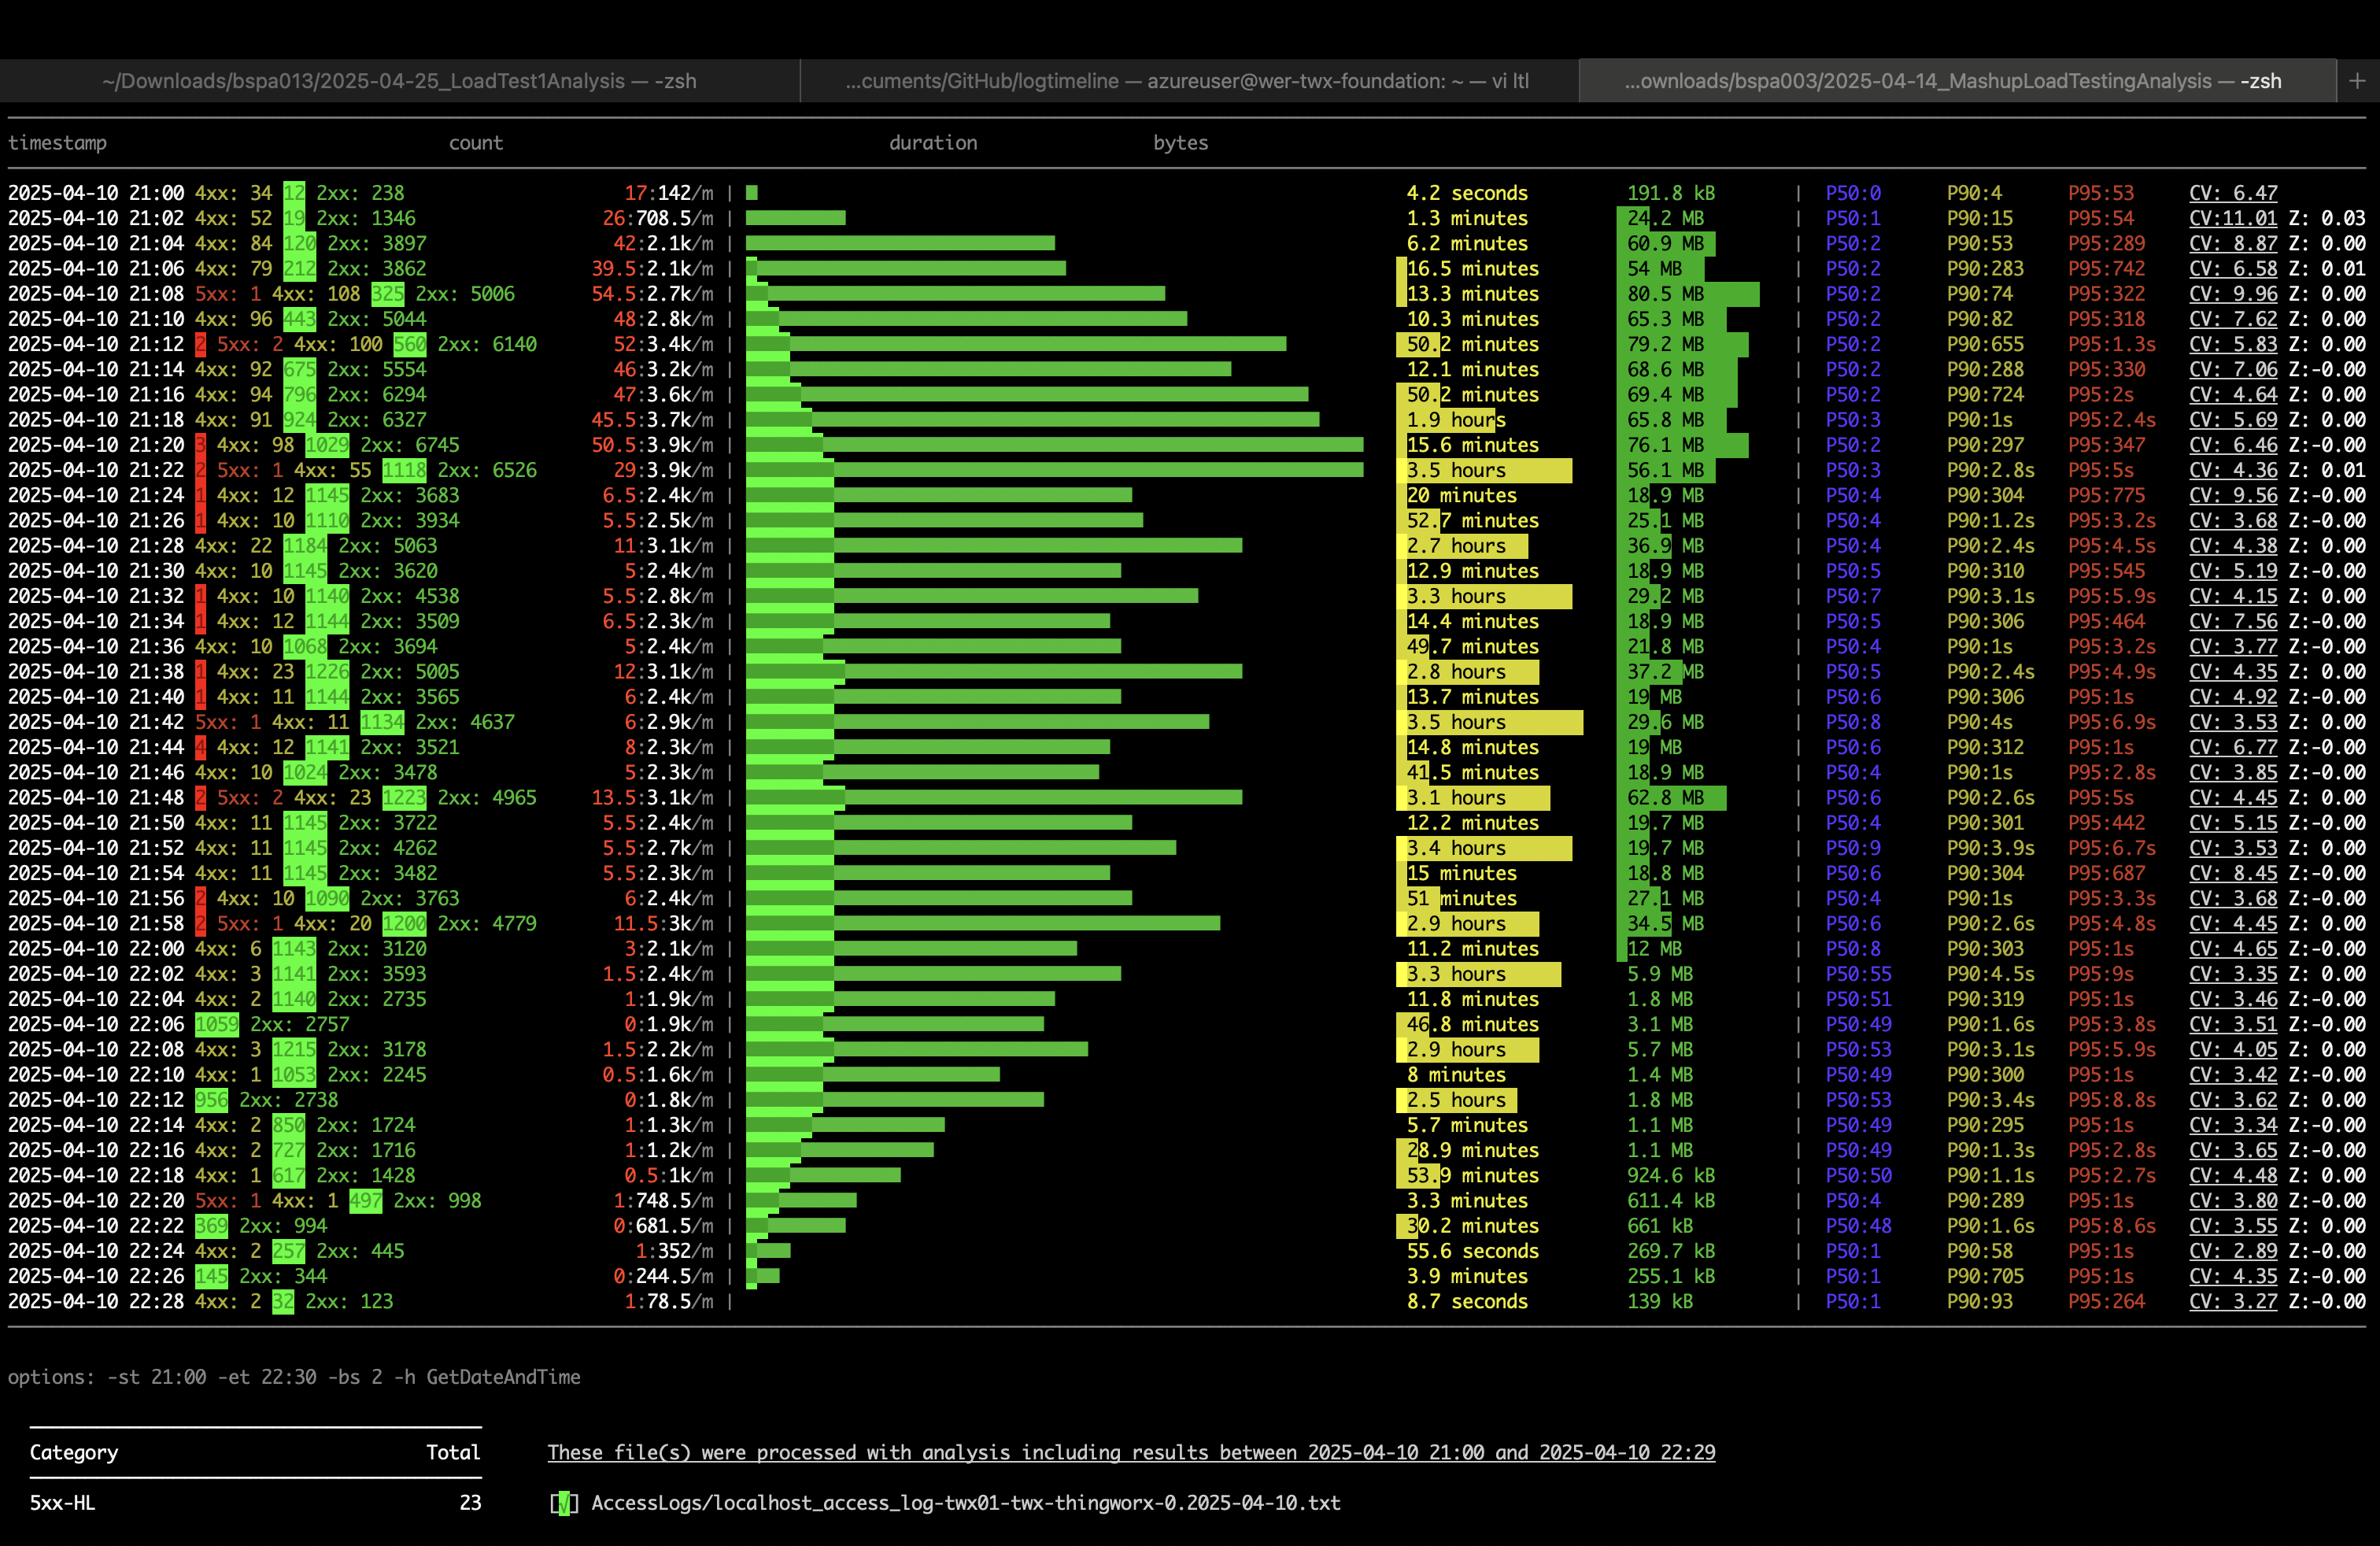 ~/Downloads/bspa013/2025-04-25_LoadTest1Analysis — -zsh
...cuments/GitHub/logtimeline — azureuser@wer-twx-foundation: ~ — vi ltl
...ownloads/bspa003/2025-04-14_MashupLoadTestingAnalysis — -zsh
+
timestamp count duration bytes
2025-04-10 21:00 4xx: 34 12 2xx: 238 17:142/m | 4.2 seconds 191.8 kB | P50:0 P90:4 P95:53 CV: 6.47
2025-04-10 21:02 4xx: 52 19 2xx: 1346 26:708.5/m | 1.3 minutes 24.2 MB | P50:1 P90:15 P95:54 CV:11.01 Z: 0.03
2025-04-10 21:04 4xx: 84 120 2xx: 3897 42:2.1k/m | 6.2 minutes 60.9 MB | P50:2 P90:53 P95:289 CV: 8.87 Z: 0.00
2025-04-10 21:06 4xx: 79 212 2xx: 3862 39.5:2.1k/m | 16.5 minutes 54 MB | P50:2 P90:283 P95:742 CV: 6.58 Z: 0.01
2025-04-10 21:08 5xx: 1 4xx: 108 325 2xx: 5006 54.5:2.7k/m | 13.3 minutes 80.5 MB | P50:2 P90:74 P95:322 CV: 9.96 Z: 0.00
2025-04-10 21:10 4xx: 96 443 2xx: 5044 48:2.8k/m | 10.3 minutes 65.3 MB | P50:2 P90:82 P95:318 CV: 7.62 Z: 0.00
2025-04-10 21:12 2 5xx: 2 4xx: 100 560 2xx: 6140 52:3.4k/m | 50.2 minutes 79.2 MB | P50:2 P90:655 P95:1.3s CV: 5.83 Z: 0.00
2025-04-10 21:14 4xx: 92 675 2xx: 5554 46:3.2k/m | 12.1 minutes 68.6 MB | P50:2 P90:288 P95:330 CV: 7.06 Z:-0.00
2025-04-10 21:16 4xx: 94 796 2xx: 6294 47:3.6k/m | 50.2 minutes 69.4 MB | P50:2 P90:724 P95:2s CV: 4.64 Z: 0.00
2025-04-10 21:18 4xx: 91 924 2xx: 6327 45.5:3.7k/m | 1.9 hours 65.8 MB | P50:3 P90:1s P95:2.4s CV: 5.69 Z: 0.00
2025-04-10 21:20 3 4xx: 98 1029 2xx: 6745 50.5:3.9k/m | 15.6 minutes 76.1 MB | P50:2 P90:297 P95:347 CV: 6.46 Z:-0.00
2025-04-10 21:22 2 5xx: 1 4xx: 55 1118 2xx: 6526 29:3.9k/m | 3.5 hours 56.1 MB | P50:3 P90:2.8s P95:5s CV: 4.36 Z: 0.01
2025-04-10 21:24 1 4xx: 12 1145 2xx: 3683 6.5:2.4k/m | 20 minutes 18.9 MB | P50:4 P90:304 P95:775 CV: 9.56 Z:-0.00
2025-04-10 21:26 1 4xx: 10 1110 2xx: 3934 5.5:2.5k/m | 52.7 minutes 25.1 MB | P50:4 P90:1.2s P95:3.2s CV: 3.68 Z: 0.00
2025-04-10 21:28 4xx: 22 1184 2xx: 5063 11:3.1k/m | 2.7 hours 36.9 MB | P50:4 P90:2.4s P95:4.5s CV: 4.38 Z: 0.00
2025-04-10 21:30 4xx: 10 1145 2xx: 3620 5:2.4k/m | 12.9 minutes 18.9 MB | P50:5 P90:310 P95:545 CV: 5.19 Z:-0.00
2025-04-10 21:32 1 4xx: 10 1140 2xx: 4538 5.5:2.8k/m | 3.3 hours 29.2 MB | P50:7 P90:3.1s P95:5.9s CV: 4.15 Z: 0.00
2025-04-10 21:34 1 4xx: 12 1144 2xx: 3509 6.5:2.3k/m | 14.4 minutes 18.9 MB | P50:5 P90:306 P95:464 CV: 7.56 Z:-0.00
2025-04-10 21:36 4xx: 10 1068 2xx: 3694 5:2.4k/m | 49.7 minutes 21.8 MB | P50:4 P90:1s P95:3.2s CV: 3.77 Z: 0.00
2025-04-10 21:38 1 4xx: 23 1226 2xx: 5005 12:3.1k/m | 2.8 hours 37.2 MB | P50:5 P90:2.4s P95:4.9s CV: 4.35 Z: 0.00
2025-04-10 21:40 1 4xx: 11 1144 2xx: 3565 6:2.4k/m | 13.7 minutes 19 MB | P50:6 P90:306 P95:1s CV: 4.92 Z:-0.00
2025-04-10 21:42 5xx: 1 4xx: 11 1134 2xx: 4637 6:2.9k/m | 3.5 hours 29.6 MB | P50:8 P90:4s P95:6.9s CV: 3.53 Z: 0.00
2025-04-10 21:44 4 4xx: 12 1141 2xx: 3521 8:2.3k/m | 14.8 minutes 19 MB | P50:6 P90:312 P95:1s CV: 6.77 Z:-0.00
2025-04-10 21:46 4xx: 10 1024 2xx: 3478 5:2.3k/m | 41.5 minutes 18.9 MB | P50:4 P90:1s P95:2.8s CV: 3.85 Z: 0.00
2025-04-10 21:48 2 5xx: 2 4xx: 23 1223 2xx: 4965 13.5:3.1k/m | 3.1 hours 62.8 MB | P50:6 P90:2.6s P95:5s CV: 4.45 Z: 0.00
2025-04-10 21:50 4xx: 11 1145 2xx: 3722 5.5:2.4k/m | 12.2 minutes 19.7 MB | P50:4 P90:301 P95:442 CV: 5.15 Z:-0.00
2025-04-10 21:52 4xx: 11 1145 2xx: 4262 5.5:2.7k/m | 3.4 hours 19.7 MB | P50:9 P90:3.9s P95:6.7s CV: 3.53 Z: 0.00
2025-04-10 21:54 4xx: 11 1145 2xx: 3482 5.5:2.3k/m | 15 minutes 18.8 MB | P50:6 P90:304 P95:687 CV: 8.45 Z:-0.00
2025-04-10 21:56 2 4xx: 10 1090 2xx: 3763 6:2.4k/m | 51 minutes 27.1 MB | P50:4 P90:1s P95:3.3s CV: 3.68 Z: 0.00
2025-04-10 21:58 2 5xx: 1 4xx: 20 1200 2xx: 4779 11.5:3k/m | 2.9 hours 34.5 MB | P50:6 P90:2.6s P95:4.8s CV: 4.45 Z: 0.00
2025-04-10 22:00 4xx: 6 1143 2xx: 3120 3:2.1k/m | 11.2 minutes 12 MB | P50:8 P90:303 P95:1s CV: 4.65 Z:-0.00
2025-04-10 22:02 4xx: 3 1141 2xx: 3593 1.5:2.4k/m | 3.3 hours 5.9 MB | P50:55 P90:4.5s P95:9s CV: 3.35 Z: 0.00
2025-04-10 22:04 4xx: 2 1140 2xx: 2735 1:1.9k/m | 11.8 minutes 1.8 MB | P50:51 P90:319 P95:1s CV: 3.46 Z:-0.00
2025-04-10 22:06 1059 2xx: 2757 0:1.9k/m | 46.8 minutes 3.1 MB | P50:49 P90:1.6s P95:3.8s CV: 3.51 Z:-0.00
2025-04-10 22:08 4xx: 3 1215 2xx: 3178 1.5:2.2k/m | 2.9 hours 5.7 MB | P50:53 P90:3.1s P95:5.9s CV: 4.05 Z: 0.00
2025-04-10 22:10 4xx: 1 1053 2xx: 2245 0.5:1.6k/m | 8 minutes 1.4 MB | P50:49 P90:300 P95:1s CV: 3.42 Z:-0.00
2025-04-10 22:12 956 2xx: 2738 0:1.8k/m | 2.5 hours 1.8 MB | P50:53 P90:3.4s P95:8.8s CV: 3.62 Z: 0.00
2025-04-10 22:14 4xx: 2 850 2xx: 1724 1:1.3k/m | 5.7 minutes 1.1 MB | P50:49 P90:295 P95:1s CV: 3.34 Z:-0.00
2025-04-10 22:16 4xx: 2 727 2xx: 1716 1:1.2k/m | 28.9 minutes 1.1 MB | P50:49 P90:1.3s P95:2.8s CV: 3.65 Z:-0.00
2025-04-10 22:18 4xx: 1 617 2xx: 1428 0.5:1k/m | 53.9 minutes 924.6 kB | P50:50 P90:1.1s P95:2.7s CV: 4.48 Z: 0.00
2025-04-10 22:20 5xx: 1 4xx: 1 497 2xx: 998 1:748.5/m | 3.3 minutes 611.4 kB | P50:4 P90:289 P95:1s CV: 3.80 Z:-0.00
2025-04-10 22:22 369 2xx: 994 0:681.5/m | 30.2 minutes 661 kB | P50:48 P90:1.6s P95:8.6s CV: 3.55 Z: 0.00
2025-04-10 22:24 4xx: 2 257 2xx: 445 1:352/m | 55.6 seconds 269.7 kB | P50:1 P90:58 P95:1s CV: 2.89 Z:-0.00
2025-04-10 22:26 145 2xx: 344 0:244.5/m | 3.9 minutes 255.1 kB | P50:1 P90:705 P95:1s CV: 4.35 Z:-0.00
2025-04-10 22:28 4xx: 2 32 2xx: 123 1:78.5/m | 8.7 seconds 139 kB | P50:1 P90:93 P95:264 CV: 3.27 Z:-0.00
options: -st 21:00 -et 22:30 -bs 2 -h GetDateAndTime
Category Total These file(s) were processed with analysis including results between 2025-04-10 21:00 and 2025-04-10 22:29
5xx-HL 23 [√] AccessLogs/localhost_access_log-twx01-twx-thingworx-0.2025-04-10.txt